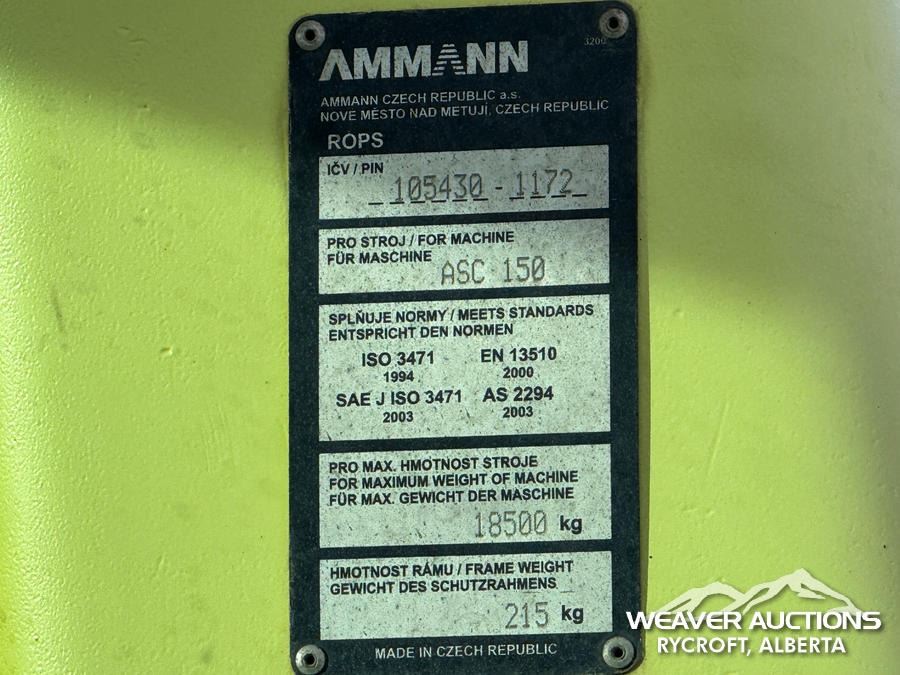 AMMANN
AMMANN CZECH REPUBLIC a.s.
NOVE MĚSTO NAD METUJÍ, CZECH REPUBLIC
ROPS
IČV / PIN
105430 - 1172
PRO STROJ / FOR MACHINE
FÜR MASCHINE
ASC 150
SPLŇUJE NORMY / MEETS STANDARDS
ENTSPRICHT DEN NORMEN
ISO 3471 EN 13510
1994 2000
SAE J ISO 3471 AS 2294
2003 2003
PRO MAX. HMOTNOST STROJE
FOR MAXIMUM WEIGHT OF MACHINE
FÜR MAX. GEWICHT DER MASCHINE
18500 kg
HMOTNOST RÁMU / FRAME WEIGHT
GEWICHT DES SCHUTZRAHMENS
215 kg
MADE IN CZECH REPUBLIC
WEAVER AUCTIONS
RYCROFT, ALBERTA